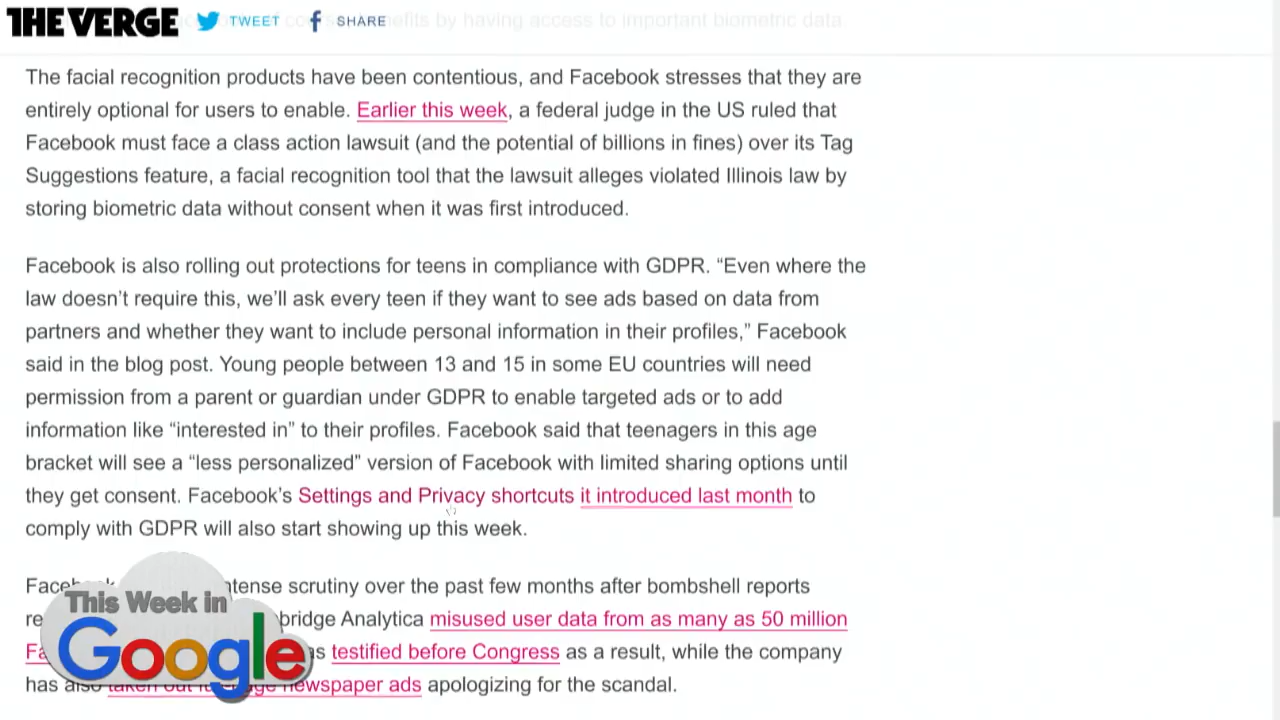 THE VERGE TWEET SHARE
benefits by having access to important biometric data.
The facial recognition products have been contentious, and Facebook stresses that they are
entirely optional for users to enable. Earlier this week, a federal judge in the US ruled that
Facebook must face a class action lawsuit (and the potential of billions in fines) over its Tag
Suggestions feature, a facial recognition tool that the lawsuit alleges violated Illinois law by
storing biometric data without consent when it was first introduced.
Facebook is also rolling out protections for teens in compliance with GDPR. “Even where the
law doesn’t require this, we’ll ask every teen if they want to see ads based on data from
partners and whether they want to include personal information in their profiles,” Facebook
said in the blog post. Young people between 13 and 15 in some EU countries will need
permission from a parent or guardian under GDPR to enable targeted ads or to add
information like “interested in” to their profiles. Facebook said that teenagers in this age
bracket will see a “less personalized” version of Facebook with limited sharing options until
they get consent. Facebook’s Settings and Privacy shortcuts it introduced last month to
comply with GDPR will also start showing up this week.
scrutiny over the past few months after bombshell reports
Analytica misused user data from as many as 50 million
testified before Congress as a result, while the company
has also newspaper ads apologizing for the scandal.
This Week in
Google